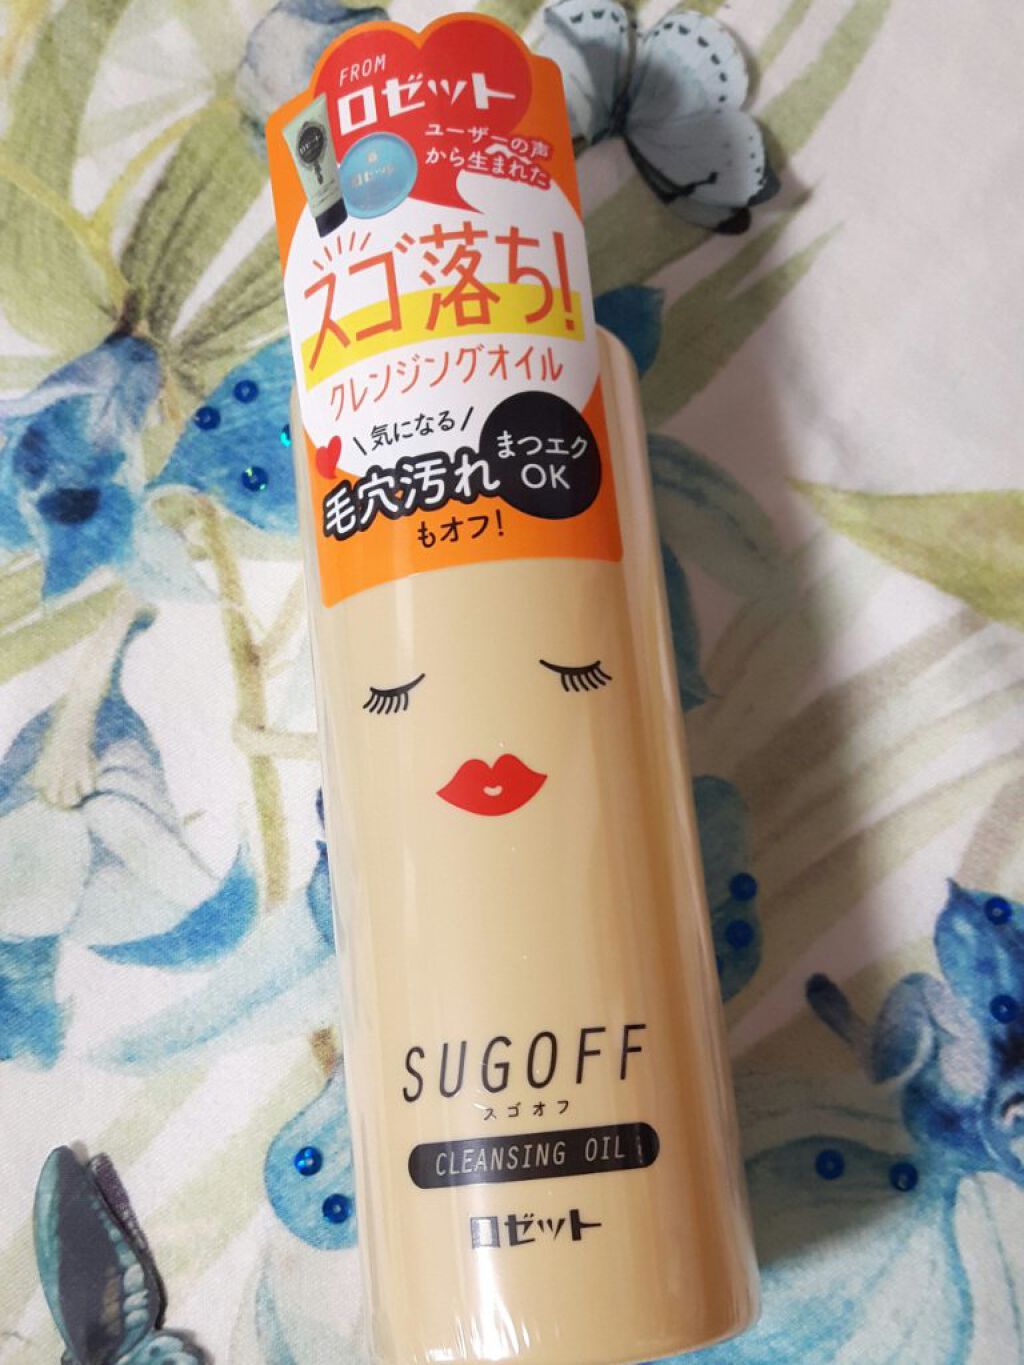 FROM
ロゼット
ユーザーの声
から生まれた
スゴ落ち!
クレンジングオイル
\気になる/
毛穴汚れ
まつエク
OK
もオフ!
SUGOFF
スゴオフ
CLEANSING OIL
ロゼット